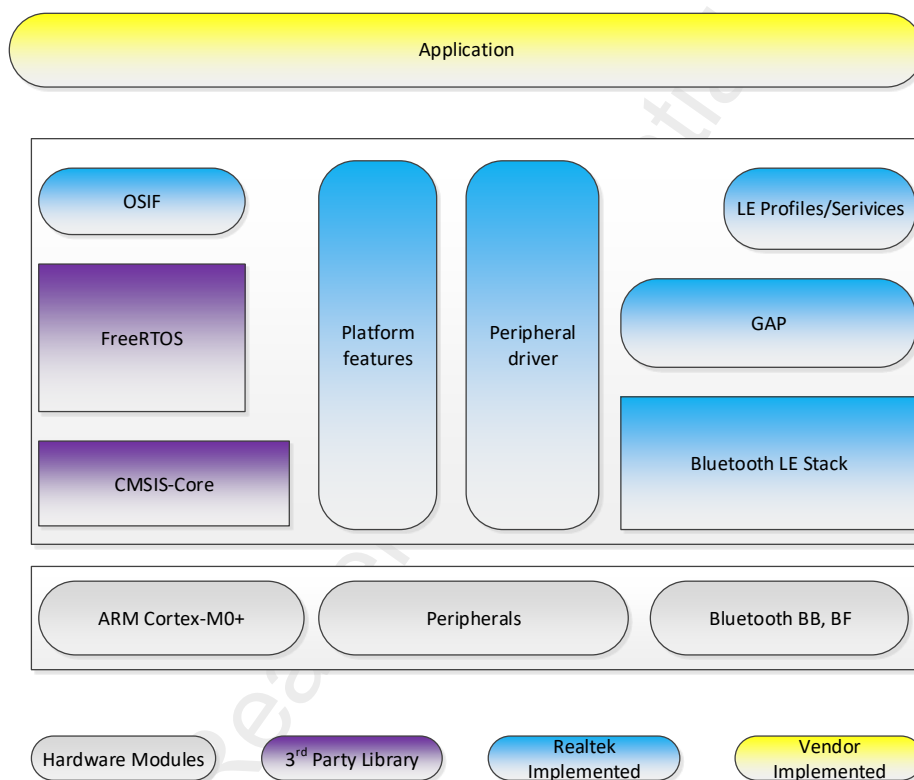 Application
OSIF
LE Profiles/Serivices
FreeRTOS
Platform
features
Peripheral
driver
GAP
CMSIS-Core
Bluetooth LE Stack
ARM Cortex-M0+
Peripherals
Bluetooth BB, BF
Hardware Modules
3rd Party Library
Realtek
Implemented
Vendor
Implemented